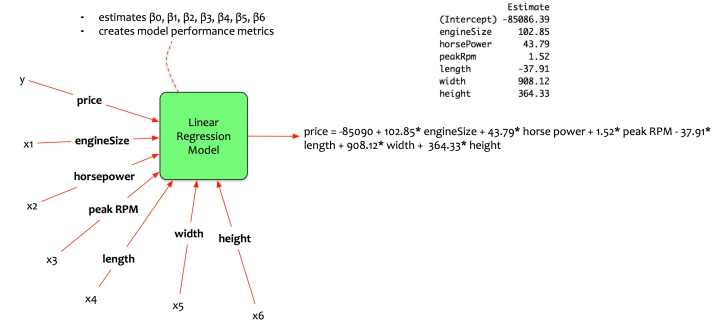 - estimates β0, β1, β2, β3, β4, β5, β6
- creates model performance metrics
Estimate
(Intercept) -85086.39
engineSize 102.85
horsePower 43.79
peakRpm 1.52
length -37.91
width 908.12
height 364.33
y
price
x1
engineSize
Linear
Regression
Model
price = -85090 + 102.85* engineSize + 43.79* horse power + 1.52* peak RPM - 37.91*
length + 908.12* width + 364.33* height
horsepower
x2
peak RPM
x3
length
x4
width
x5
height
x6